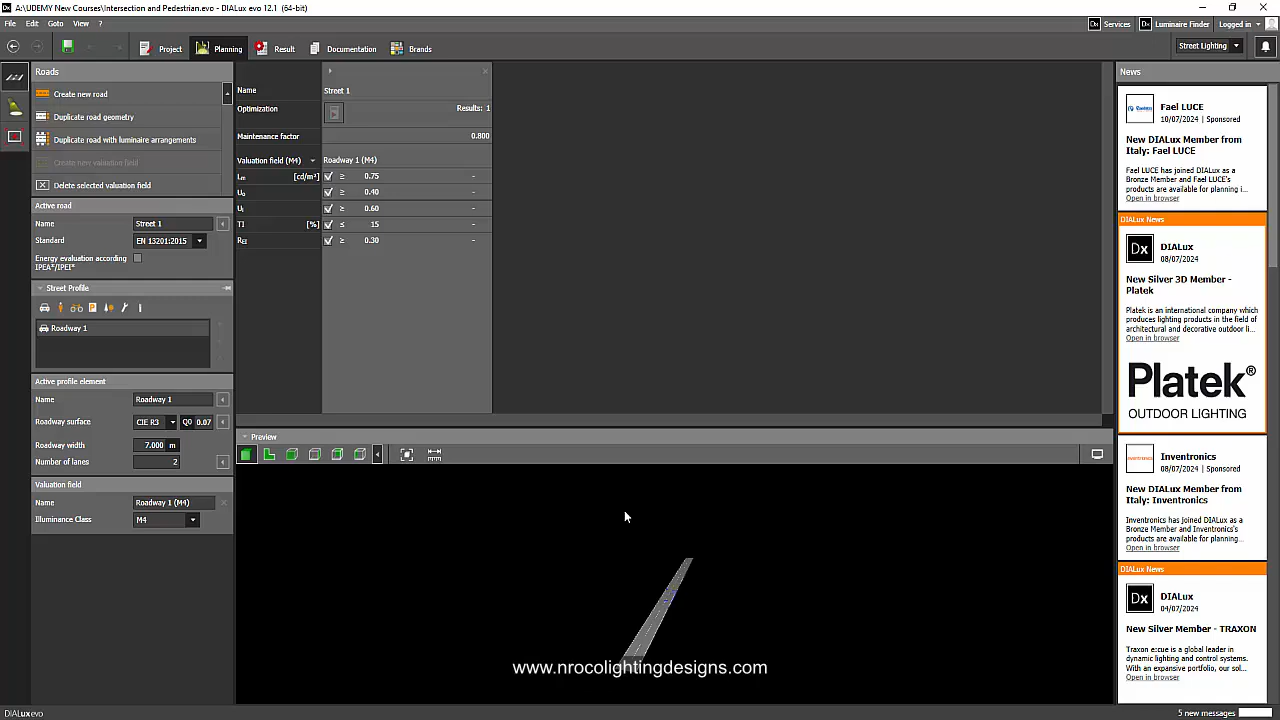 A:\UDEMY New Courses\Intersection and Pedestrian.evo - DIALux evo 12.1 (64-bit)
File Edit Goto View ?
Services Luminaire Finder Logged in
Project Planning Result Documentation Brands
Street Lighting
Roads
Create new road
Duplicate road geometry
Duplicate road with luminaire arrangements
Create new valuation field
Delete selected valuation field
Active road
Name Street 1
Standard EN 13201:2015
Energy evaluation according
IPEA*/IPEI*
Street Profile
Roadway 1
Active profile element
Name Roadway 1
Roadway surface CIE R3 Q0 0.07
Roadway width 7.000 m
Number of lanes 2
Valuation field
Name Roadway 1 (M4)
Illuminance Class M4
Name Street 1
Optimization Results: 1
Maintenance factor 0.800
Valuation field (M4) Roadway 1 (M4)
Lm [cd/m²] ≥ 0.75 -
Uo ≥ 0.40 -
Ul ≥ 0.60 -
TI [%] ≤ 15 -
REI ≥ 0.30 -
Preview
www.nrocolightingdesigns.com
News
Fael LUCE
10/07/2024 | Sponsored
New DIALux Member from
Italy: Fael LUCE
Fael LUCE has joined DIALux as a
Bronze Member and Fael LUCE's
products are available for planning i...
Open in browser
DIALux News
Dx DIALux
08/07/2024
New Silver 3D Member -
Platek
Platek is an international company which
produces lighting products in the field of
architectural and decorative outdoor li...
Open in browser
Platek®
OUTDOOR LIGHTING
Inventronics
08/07/2024 | Sponsored
New DIALux Member from
Italy: Inventronics
Inventronics has joined DIALux as a
Bronze Member and Inventronics's
products are available for planning...
Open in browser
DIALux News
Dx DIALux
04/07/2024
New Silver Member - TRAXON
Traxon e:cue is a global leader in
dynamic lighting and control systems.
With an expansive portfolio, our sol...
Open in browser
DIALux evo
5 new messages